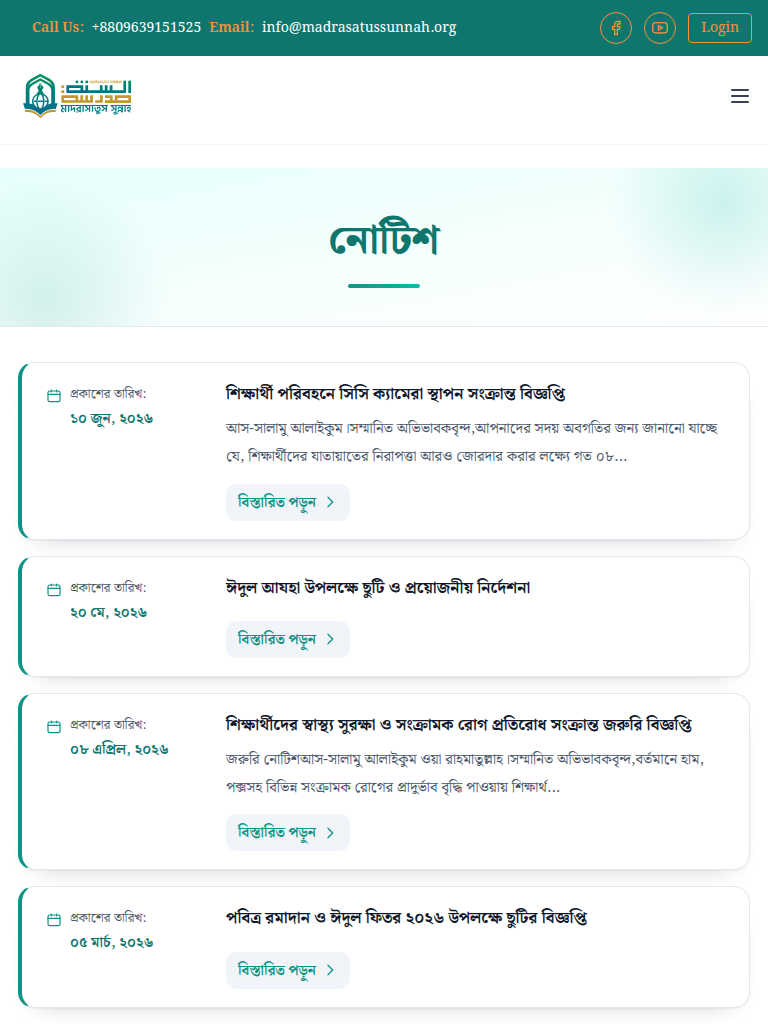 Call Us: +8809639151525 Email: info@madrasatussunnah.org
Login
السنة
مدرسة
মাদরাসাতুস সুন্নাহ
নোটিশ
প্রকাশের তারিখ:
১০ জুন, ২০২৬
শিক্ষার্থী পরিবহনে সিসি ক্যামেরা স্থাপন সংক্রান্ত বিজ্ঞপ্তি
আস-সালামু আলাইকুম।সম্মানিত অভিভাবকবৃন্দ,আপনাদের সদয় অবগতির জন্য জানানো যাচ্ছে
যে, শিক্ষার্থীদের যাতায়াতের নিরাপত্তা আরও জোরদার করার লক্ষ্যে গত ০৮...
বিস্তারিত পড়ুন
প্রকাশের তারিখ:
২০ মে, ২০২৬
ঈদুল আযহা উপলক্ষে ছুটি ও প্রয়োজনীয় নির্দেশনা
বিস্তারিত পড়ুন
প্রকাশের তারিখ:
০৮ এপ্রিল, ২০২৬
শিক্ষার্থীদের স্বাস্থ্য সুরক্ষা ও সংক্রামক রোগ প্রতিরোধ সংক্রান্ত জরুরি বিজ্ঞপ্তি
জরুরি নোটিশআস-সালামু আলাইকুম ওয়া রাহমাতুল্লাহ।সম্মানিত অভিভাবকবৃন্দ,বর্তমানে হাম,
পক্সসহ বিভিন্ন সংক্রামক রোগের প্রাদুর্ভাব বৃদ্ধি পাওয়ায় শিক্ষার্থ...
বিস্তারিত পড়ুন
প্রকাশের তারিখ:
০৫ মার্চ, ২০২৬
পবিত্র রমাদান ও ঈদুল ফিতর ২০২৬ উপলক্ষে ছুটির বিজ্ঞপ্তি
বিস্তারিত পড়ুন